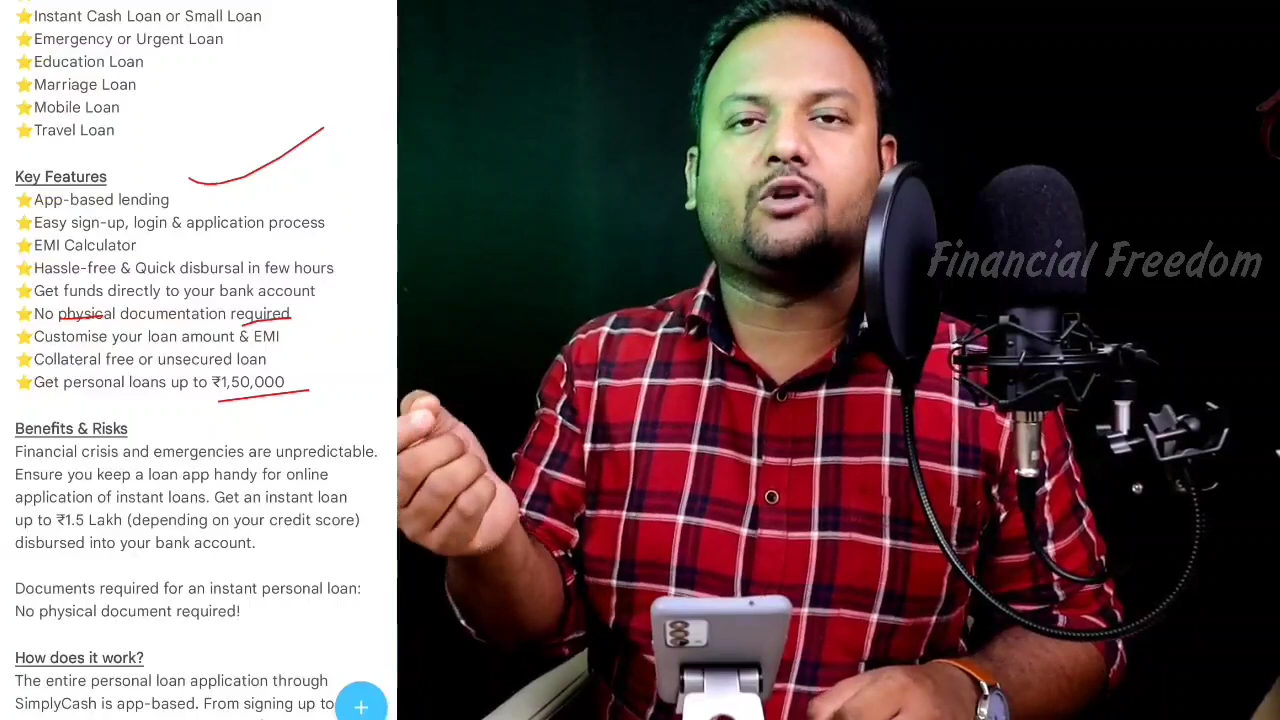 ⭐Instant Cash Loan or Small Loan
⭐Emergency or Urgent Loan
⭐Education Loan
⭐Marriage Loan
⭐Mobile Loan
⭐Travel Loan
Key Features
⭐App-based lending
⭐Easy sign-up, login & application process
⭐EMI Calculator
⭐Hassle-free & Quick disbursal in few hours
⭐Get funds directly to your bank account
⭐No physical documentation required
⭐Customise your loan amount & EMI
⭐Collateral free or unsecured loan
⭐Get personal loans up to ₹1,50,000
Benefits & Risks
Financial crisis and emergencies are unpredictable.
Ensure you keep a loan app handy for online
application of instant loans. Get an instant loan
up to ₹1.5 Lakh (depending on your credit score)
disbursed into your bank account.
Documents required for an instant personal loan:
No physical document required!
How does it work?
The entire personal loan application through
SimplyCash is app-based. From signing up to
Financial Freedom